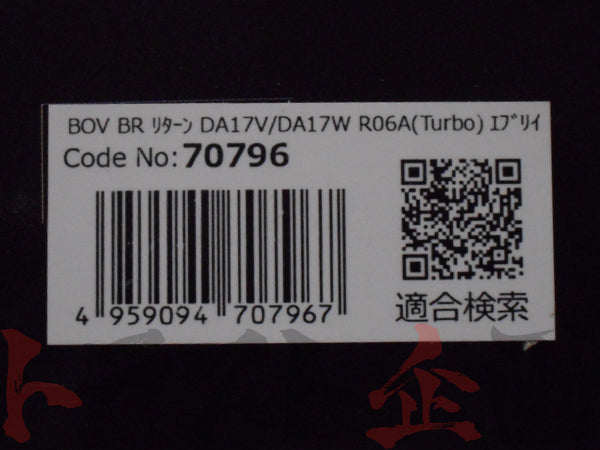 BOV BR ﾘﾀｰﾝ DA17V/DA17W R06A(Turbo) ｴﾌﾞﾘｲ
Code No: 70796
4 959094 707967
適合検索